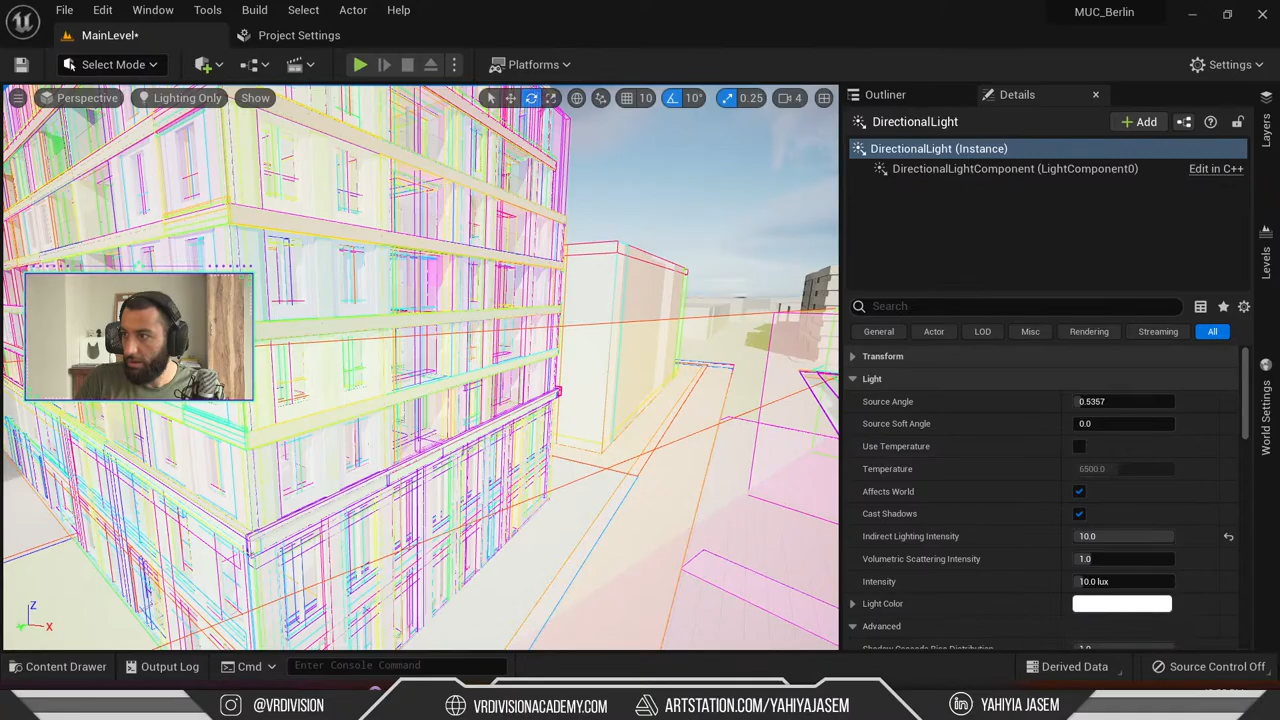 File Edit Window Tools Build Select Actor Help
MUC_Berlin
MainLevel*
Project Settings
Select Mode
Platforms
Settings
Perspective
Lighting Only
Show
10
10°
0.25
4
Outliner
Details
DirectionalLight
Add
DirectionalLight (Instance)
DirectionalLightComponent (LightComponent0)
Edit in C++
Search
General
Actor
LOD
Misc
Rendering
Streaming
All
Transform
Light
Source Angle
0.5357
Source Soft Angle
0.0
Use Temperature
Temperature
6500.0
Affects World
Cast Shadows
Indirect Lighting Intensity
10.0
Volumetric Scattering Intensity
1.0
Intensity
10.0 lux
Light Color
Advanced
Layers
Levels
World Settings
Z
X
Content Drawer
Output Log
Cmd
Enter Console Command
Derived Data
Source Control Off
@VRDIVISION
VRDIVISIONACADEMY.COM
ARTSTATION.COM/YAHIYAJASEM
YAHIYIA JASEM